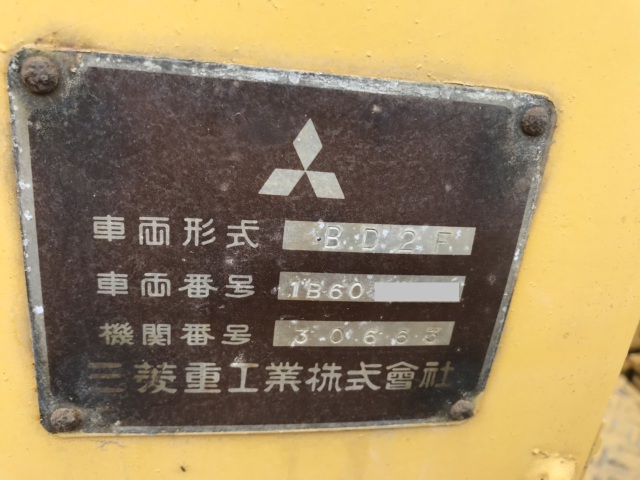 車両形式 BD2F
車両番号 1B60
機関番号 30663
三菱重工業株式會社